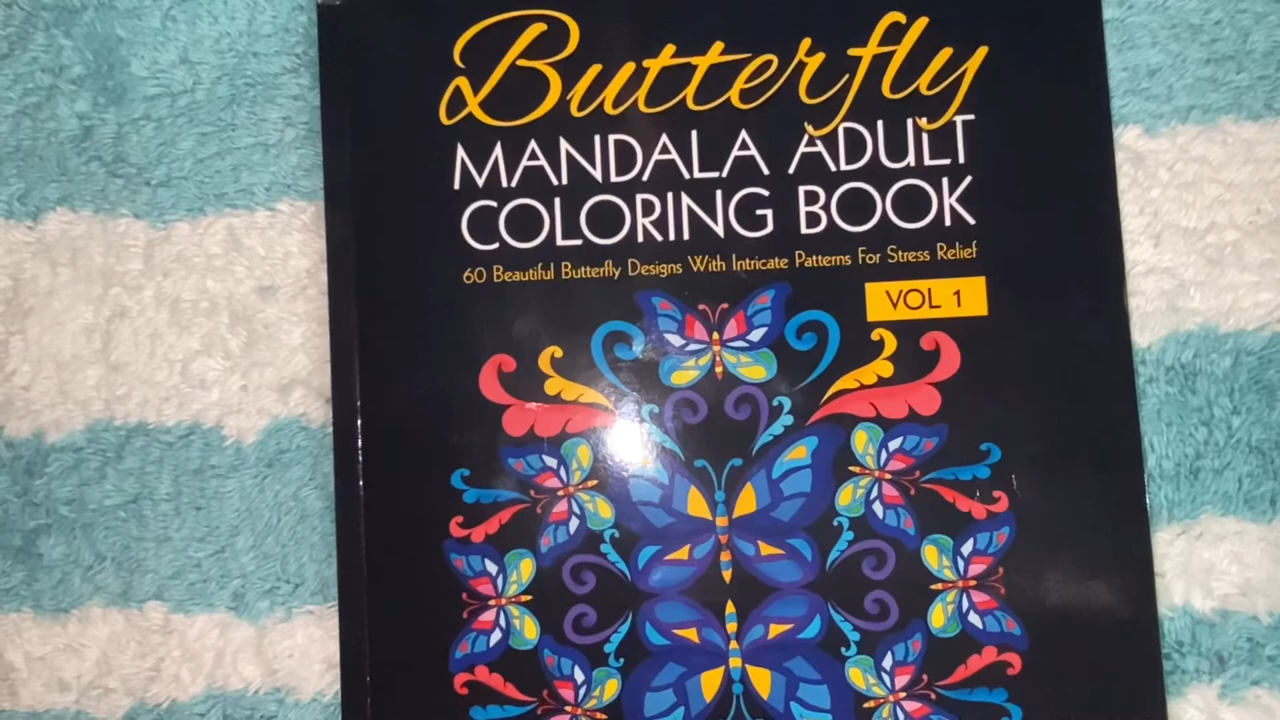 Butterfly
MANDALA ADULT
COLORING BOOK
60 Beautiful Butterfly Designs With Intricate Patterns For Stress Relief
VOL 1